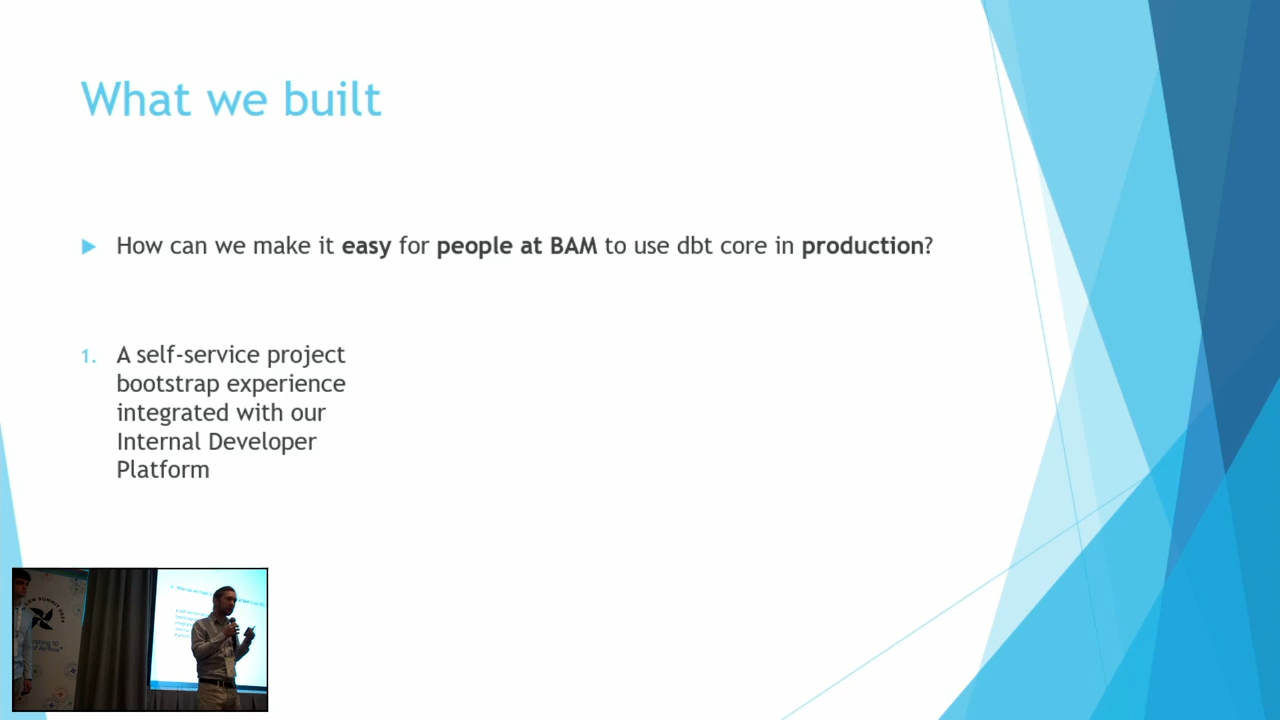 What we built
How can we make it easy for people at BAM to use dbt core in production?
1. A self-service project
bootstrap experience
integrated with our
Internal Developer
Platform